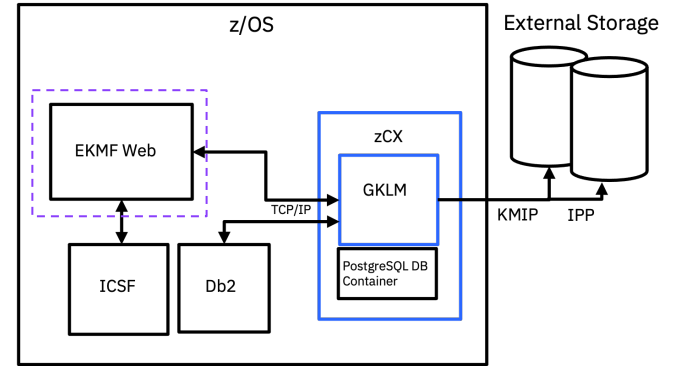 z/OS
External Storage
EKMF Web
zCX
GKLM
TCP/IP
KMIP
IPP
PostgreSQL DB
Container
ICSF
Db2